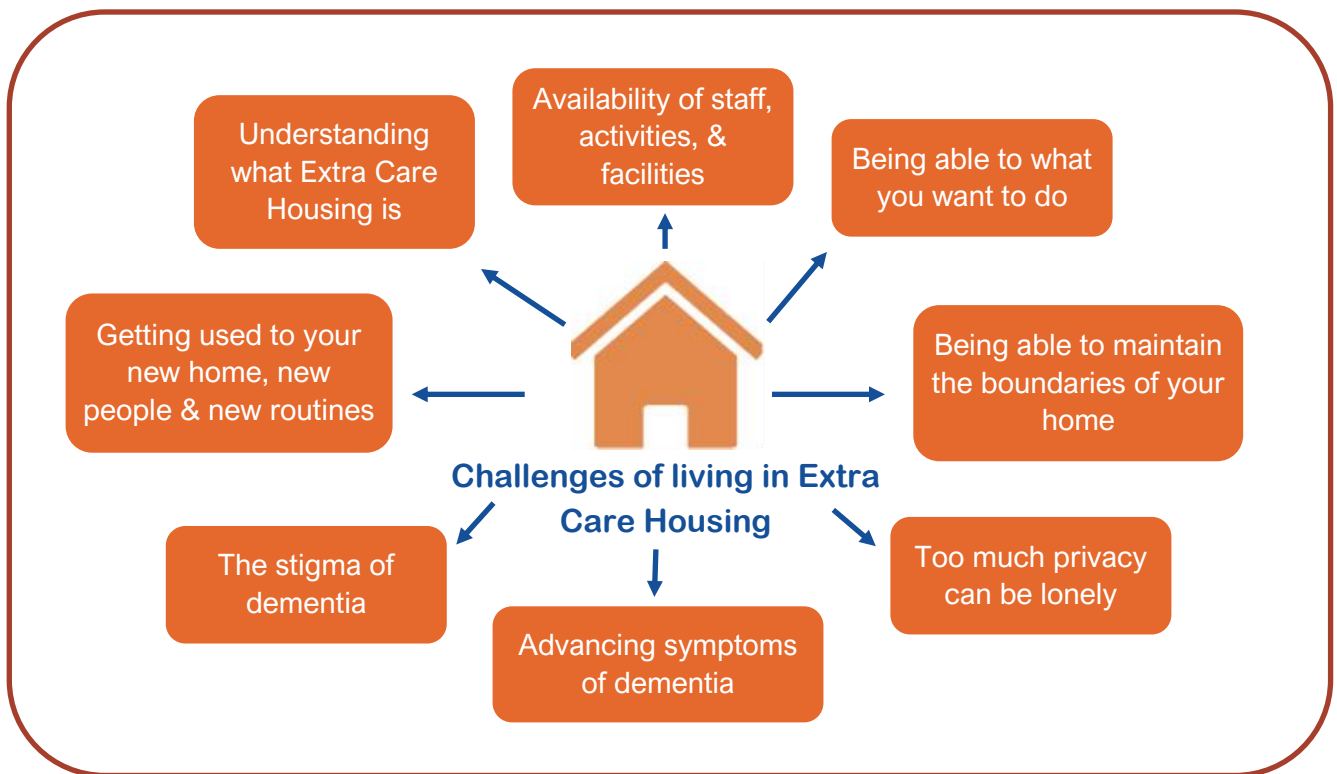 Availability of staff,
activities, &
facilities
Understanding
what Extra Care
Housing is
Being able to what
you want to do
Getting used to your
new home, new
people & new routines
Being able to maintain
the boundaries of your
home
Challenges of living in Extra
Care Housing
The stigma of
dementia
Too much privacy
can be lonely
Advancing symptoms
of dementia